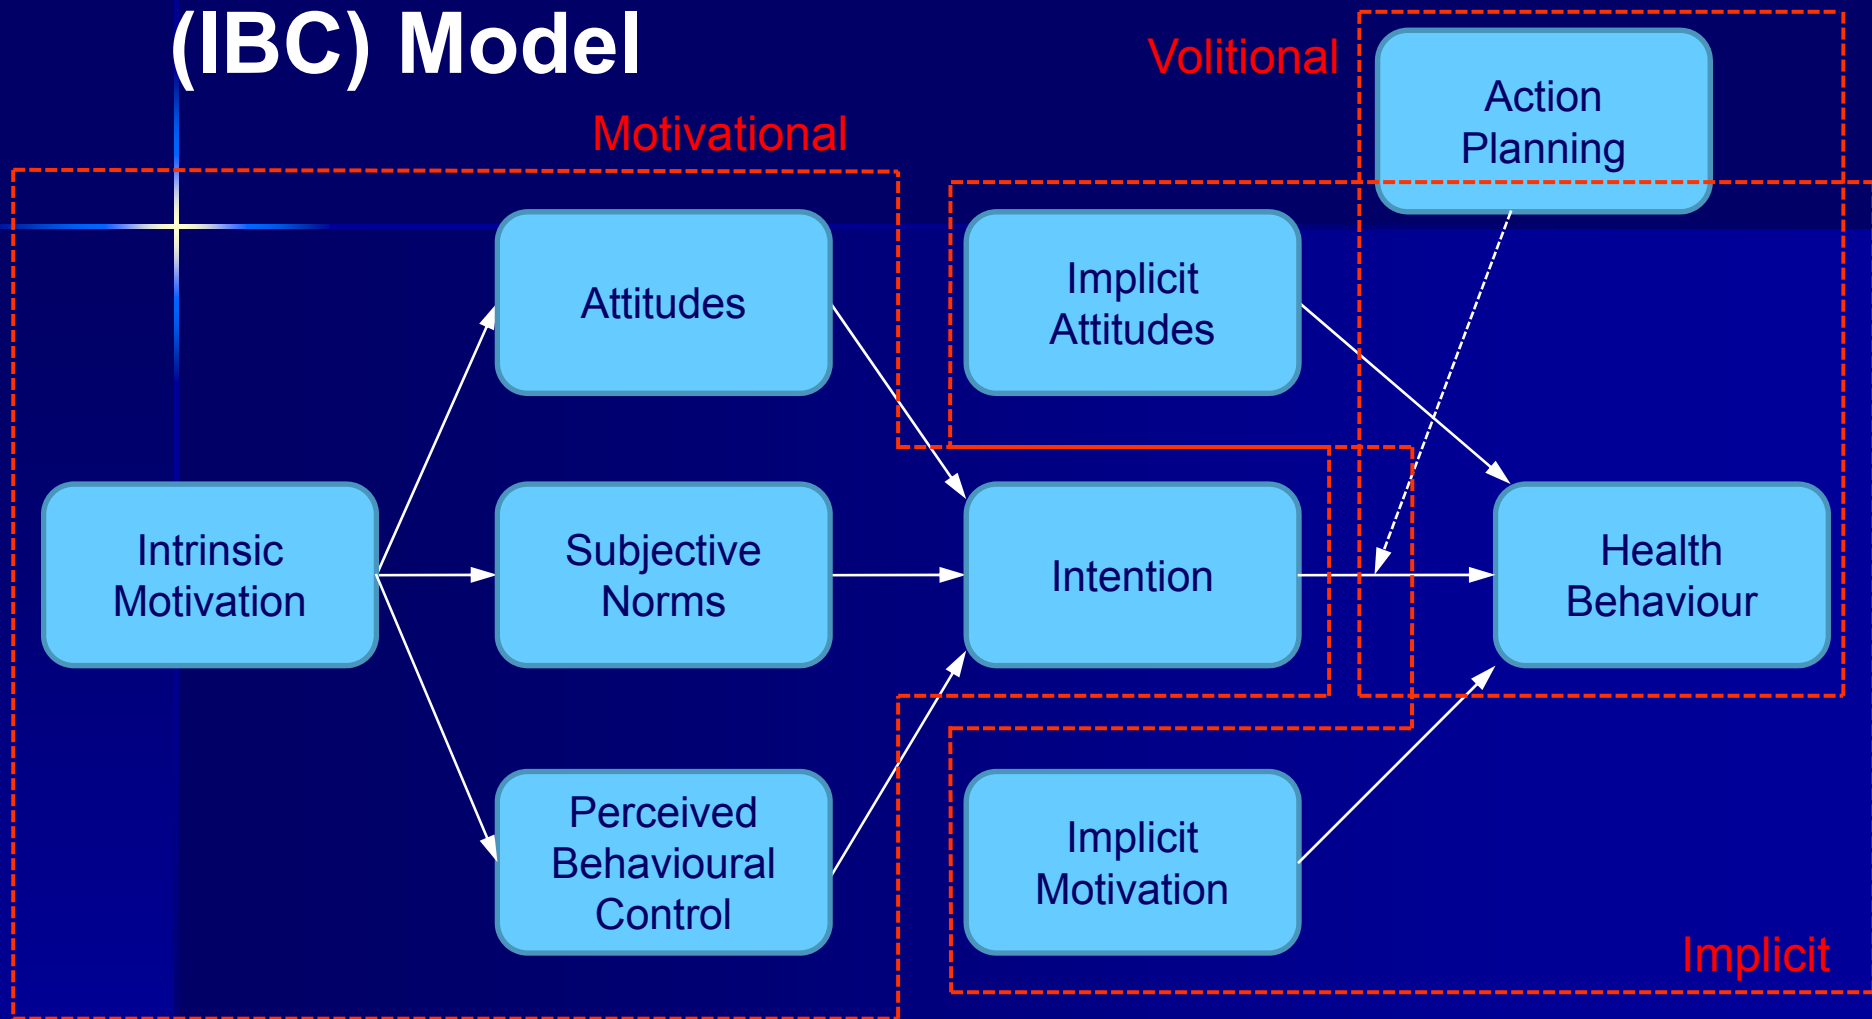 (IBC) Model
Volitional
Action
Planning
Motivational
Attitudes
Implicit
Attitudes
Intrinsic
Motivation
Subjective
Norms
Intention
Health
Behaviour
Perceived
Behavioural
Control
Implicit
Motivation
Implicit